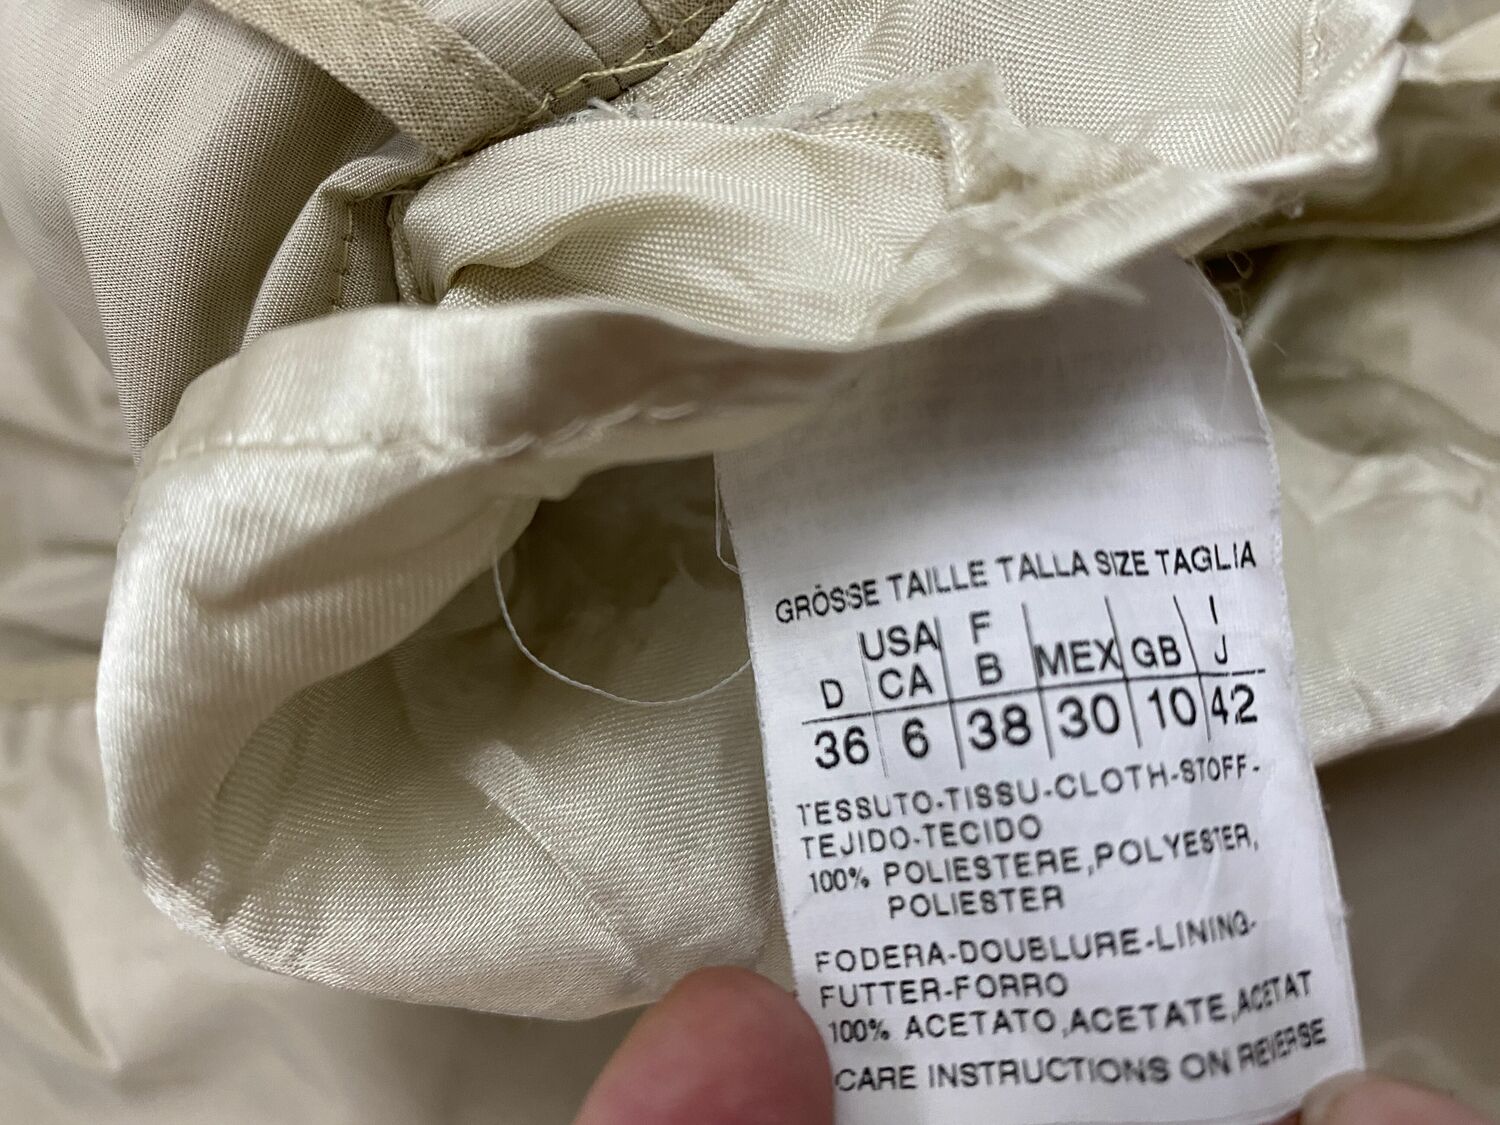 GRÖSSE TAILLE TALLA SIZE TAGLIA
D USA CA F B MEX GB I J
36 6 38 30 10 42
TESSUTO-TISSU-CLOTH-STOFF-
TEJIDO-TECIDO
100% POLIESTERE,POLYESTER,
POLIESTER
FODERA-DOUBLURE-LINING-
FUTTER-FORRO
100% ACETATO,ACETATE,ACETAT
CARE INSTRUCTIONS ON REVERSE